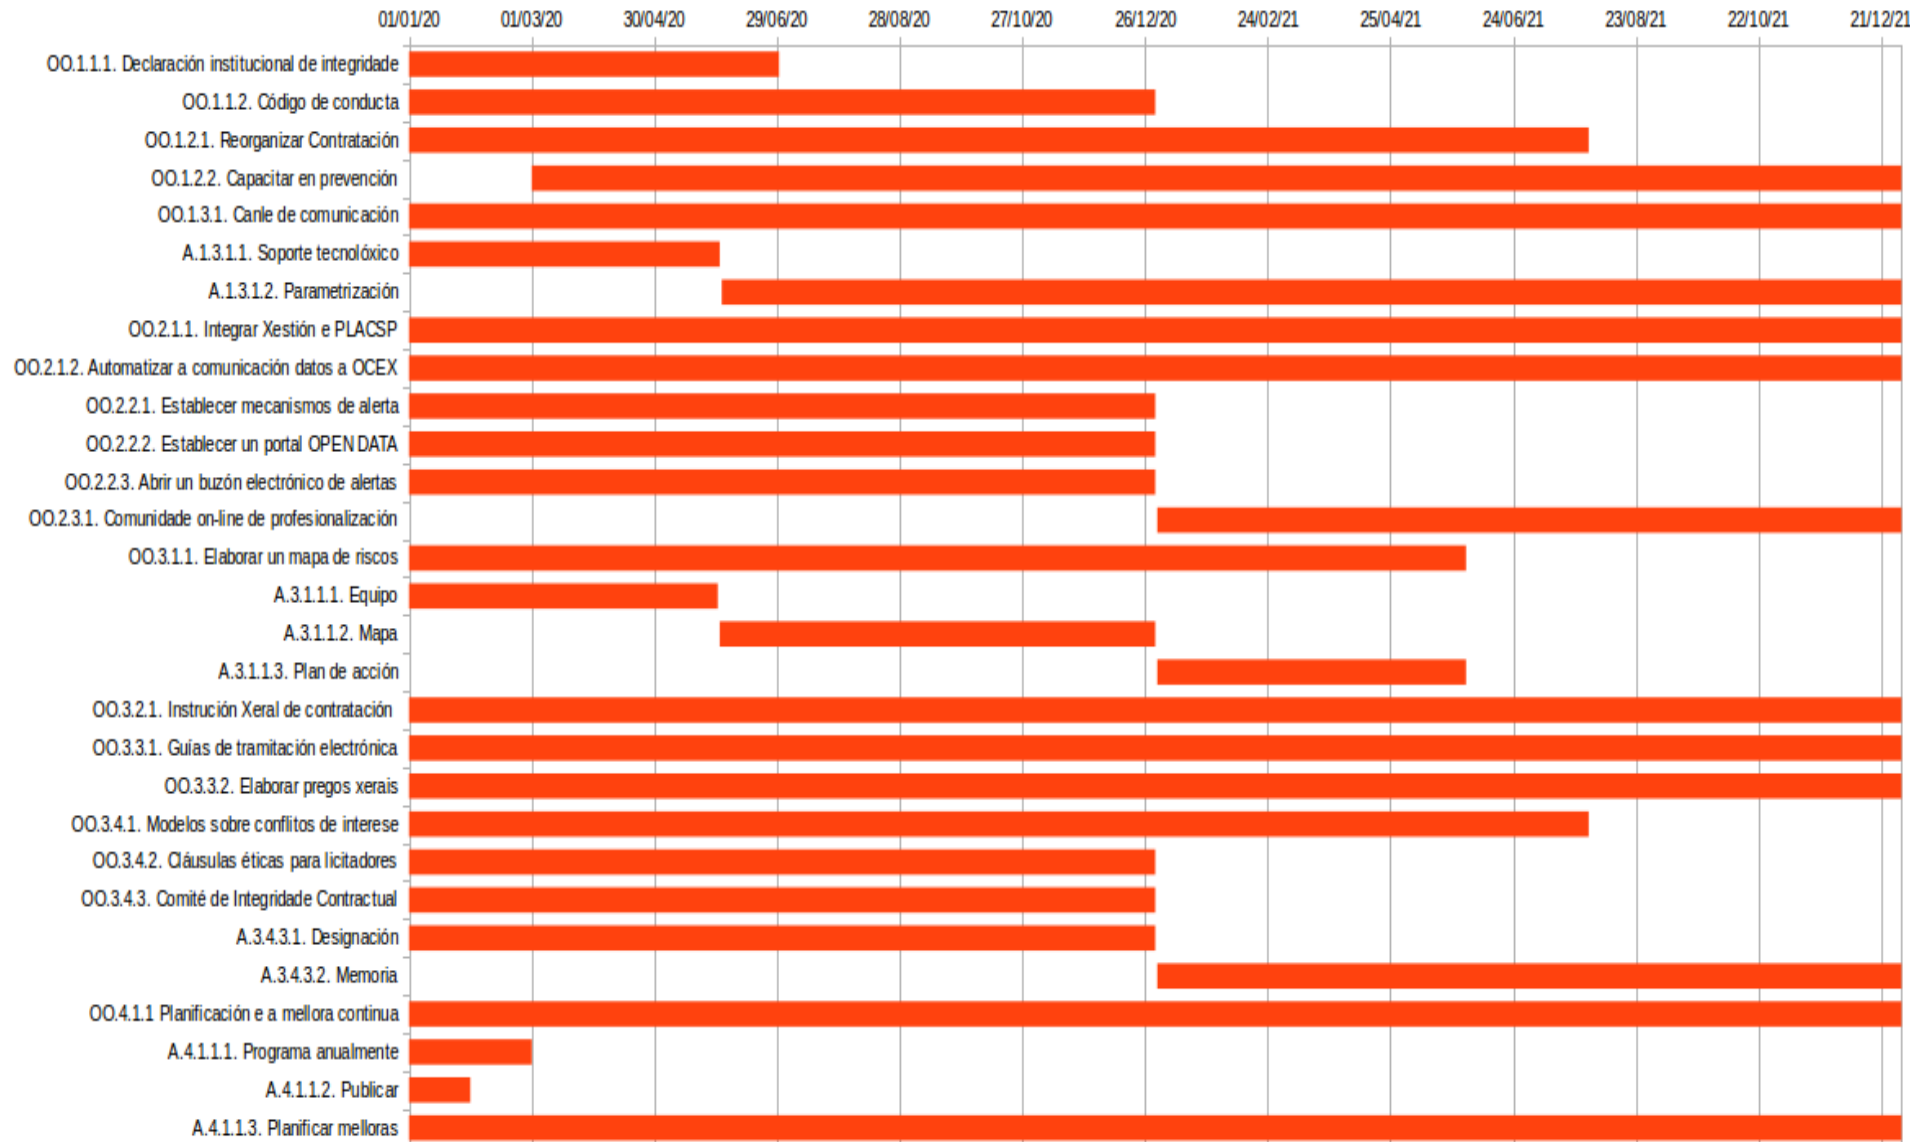 01/01/20 01/03/20 30/04/20 29/06/20 28/08/20 27/10/20 26/12/20 24/02/21 25/04/21 24/06/21 23/08/21 22/10/21 21/12/21
OO.1.1.1. Declaración institucional de integridade
OO.1.1.2. Código de conducta
OO.1.2.1. Reorganizar Contratación
OO.1.2.2. Capacitar en prevención
OO.1.3.1. Canle de comunicación
A.1.3.1.1. Soporte tecnolóxico
A.1.3.1.2. Parametrización
OO.2.1.1. Integrar Xestión e PLACSP
OO.2.1.2. Automatizar a comunicación datos a OCEX
OO.2.2.1. Establecer mecanismos de alerta
OO.2.2.2. Establecer un portal OPEN DATA
OO.2.2.3. Abrir un buzón electrónico de alertas
OO.2.3.1. Comunidade on-line de profesionalización
OO.3.1.1. Elaborar un mapa de riscos
A.3.1.1.1. Equipo
A.3.1.1.2. Mapa
A.3.1.1.3. Plan de acción
OO.3.2.1. Instrución Xeral de contratación
OO.3.3.1. Guías de tramitación electrónica
OO.3.3.2. Elaborar pregos xerais
OO.3.4.1. Modelos sobre conflitos de interese
OO.3.4.2. Cláusulas éticas para licitadores
OO.3.4.3. Comité de Integridade Contractual
A.3.4.3.1. Designación
A.3.4.3.2. Memoria
OO.4.1.1 Planificación e a mellora continua
A.4.1.1.1. Programa anualmente
A.4.1.1.2. Publicar
A.4.1.1.3. Planificar melloras